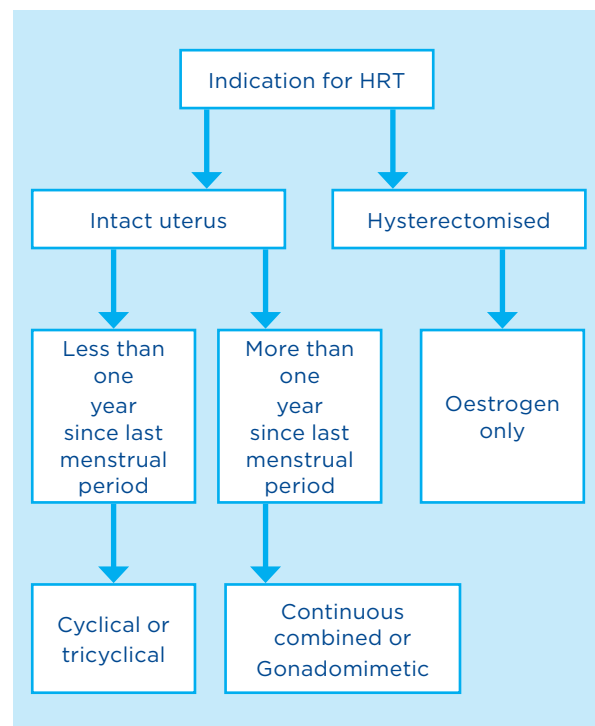 Indication for HRT
Intact uterus
Hysterectomised
Less than
one
year
since last
menstrual
period
More than
one
year
since last
menstrual
period
Oestrogen
only
Cyclical or
tricyclical
Continuous
combined or
Gonadomimetic